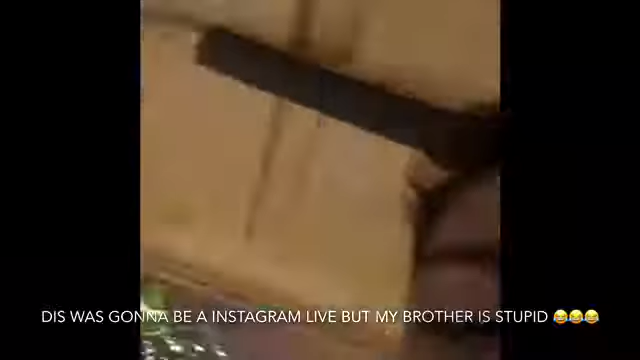 DIS WAS GONNA BE A INSTAGRAM LIVE BUT MY BROTHER IS STUPID 😂😂😂